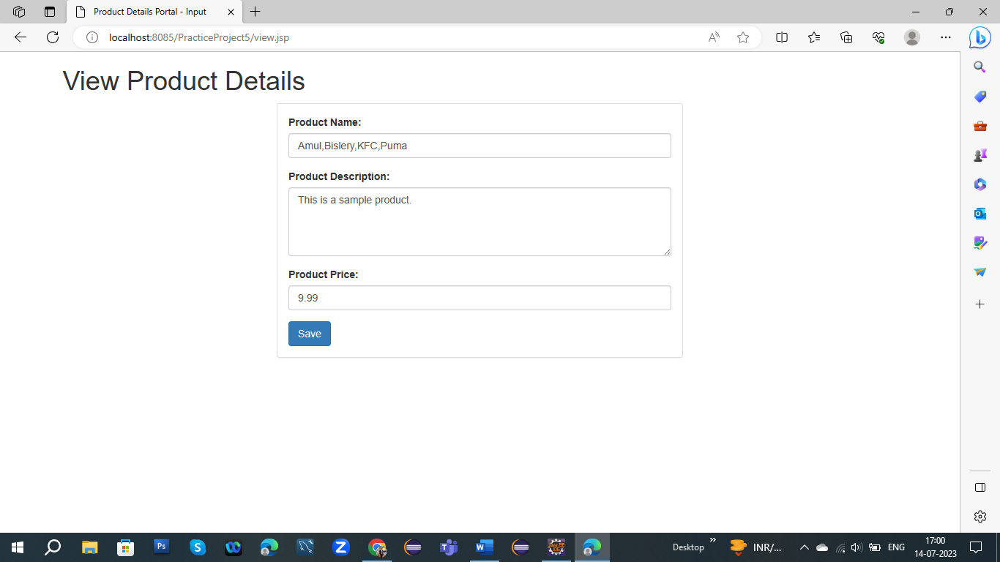 Product Details Portal - Input
localhost:8085/PracticeProject5/view.jsp
View Product Details
Product Name:
Amul,Bislery,KFC,Puma
Product Description:
This is a sample product.
Product Price:
9.99
Save
Ps
S
Z
W
Desktop
INR/...
ENG
17:00
14-07-2023